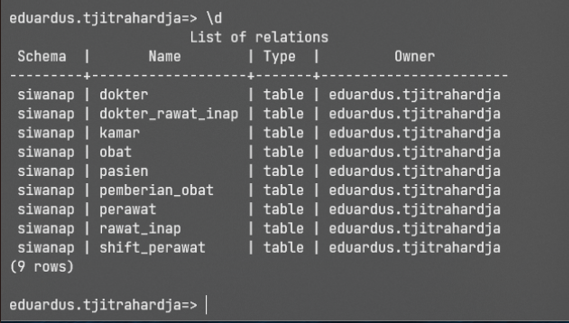 eduardus.tjitrahardja=> \d
List of relations
Schema | Name | Type | Owner
---------+--------------------+-------+-----------------------
siwanap | dokter | table | eduardus.tjitrahardja
siwanap | dokter_rawat_inap | table | eduardus.tjitrahardja
siwanap | kamar | table | eduardus.tjitrahardja
siwanap | obat | table | eduardus.tjitrahardja
siwanap | pasien | table | eduardus.tjitrahardja
siwanap | pemberian_obat | table | eduardus.tjitrahardja
siwanap | perawat | table | eduardus.tjitrahardja
siwanap | rawat_inap | table | eduardus.tjitrahardja
siwanap | shift_perawat | table | eduardus.tjitrahardja
(9 rows)
eduardus.tjitrahardja=>